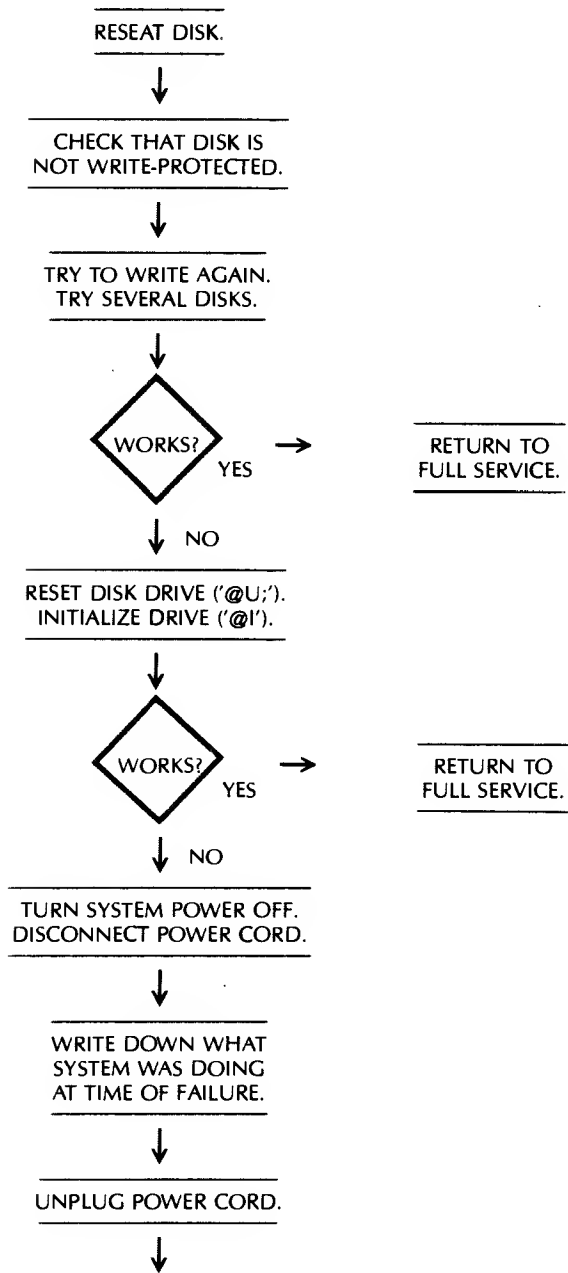 RESEAT DISK.
CHECK THAT DISK IS
NOT WRITE-PROTECTED.
TRY TO WRITE AGAIN.
TRY SEVERAL DISKS.
WORKS?
YES
RETURN TO
FULL SERVICE.
NO
RESET DISK DRIVE ('@U;').
INITIALIZE DRIVE ('@I').
WORKS?
YES
RETURN TO
FULL SERVICE.
NO
TURN SYSTEM POWER OFF.
DISCONNECT POWER CORD.
WRITE DOWN WHAT
SYSTEM WAS DOING
AT TIME OF FAILURE.
UNPLUG POWER CORD.